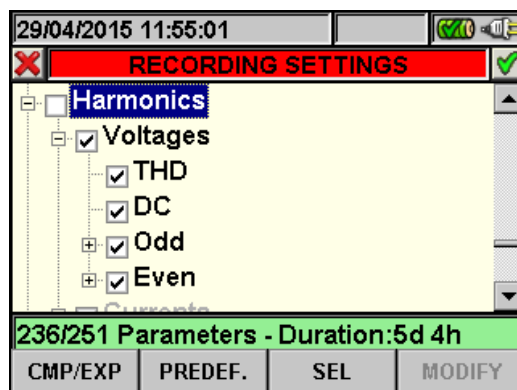 29/04/2015 11:55:01
RECORDING SETTINGS
Harmonics
Voltages
THD
DC
Odd
Even
Currents
236/251 Parameters - Duration:5d 4h
CMP/EXP PREDEF. SEL MODIFY